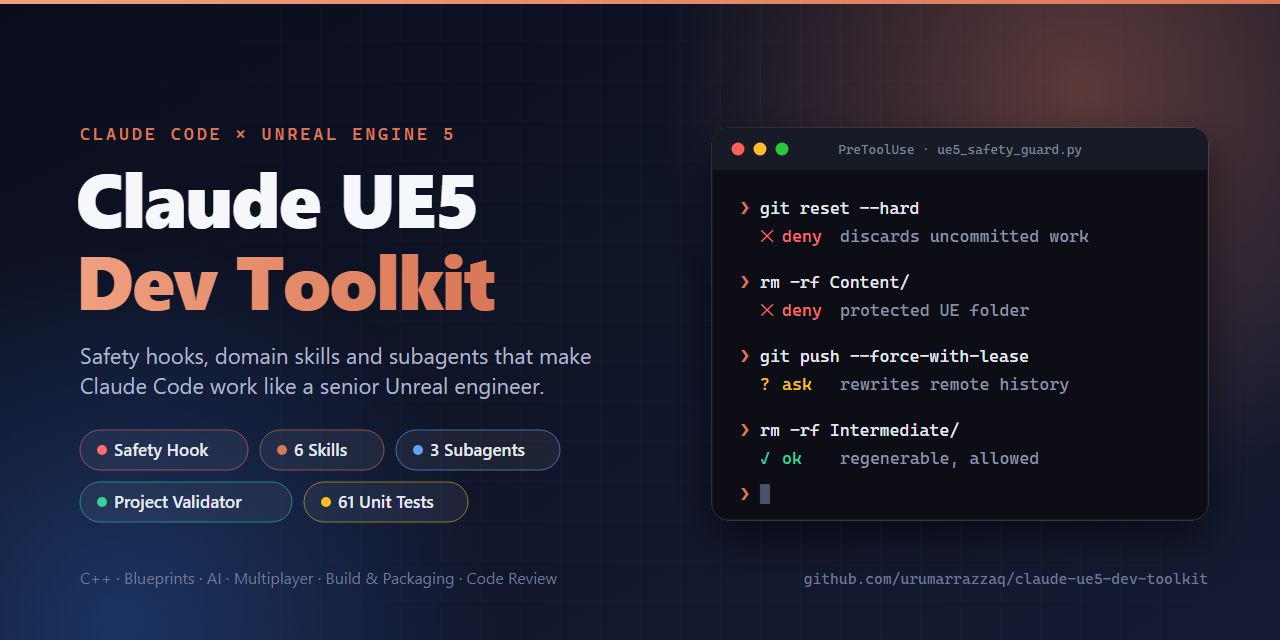 CLAUDE CODE × UNREAL ENGINE 5
Claude UE5
Dev Toolkit
Safety hooks, domain skills and subagents that make
Claude Code work like a senior Unreal engineer.
Safety Hook
6 Skills
3 Subagents
Project Validator
61 Unit Tests
C++ · Blueprints · AI · Multiplayer · Build & Packaging · Code Review
PreToolUse · ue5_safety_guard.py
❯ git reset --hard
✕ deny discards uncommitted work
❯ rm -rf Content/
✕ deny protected UE folder
❯ git push --force-with-lease
? ask rewrites remote history
❯ rm -rf Intermediate/
✓ ok regenerable, allowed
❯
github.com/urumarrazzaq/claude-ue5-dev-toolkit